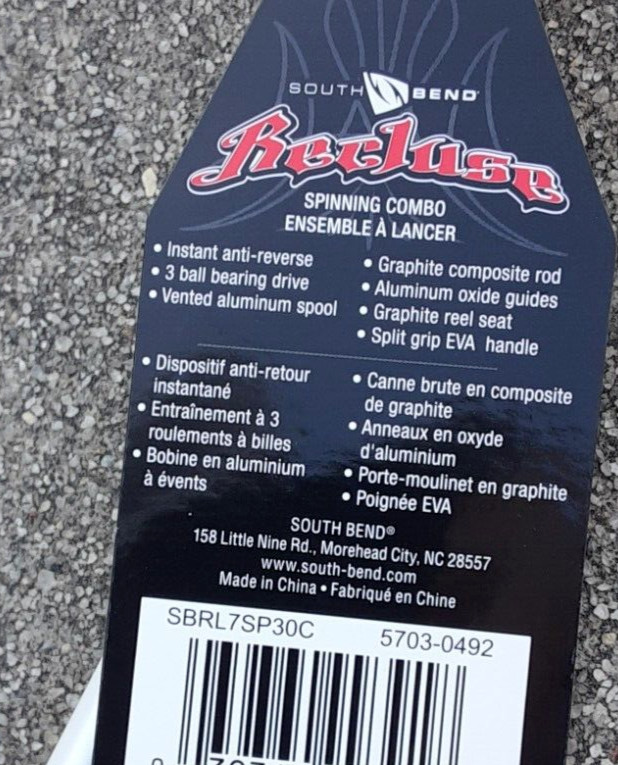 SOUTH BEND
Recluse
SPINNING COMBO
ENSEMBLE À LANCER
• Instant anti-reverse
• 3 ball bearing drive
• Vented aluminum spool
• Graphite composite rod
• Aluminum oxide guides
• Graphite reel seat
• Split grip EVA handle
• Dispositif anti-retour
instantané
• Entraînement à 3
roulements à billes
• Bobine en aluminium
à évents
• Canne brute en composite
de graphite
• Anneaux en oxyde
d'aluminium
• Porte-moulinet en graphite
• Poignée EVA
SOUTH BEND®
158 Little Nine Rd., Morehead City, NC 28557
www.south-bend.com
Made in China • Fabriqué en Chine
SBRL7SP30C 5703-0492